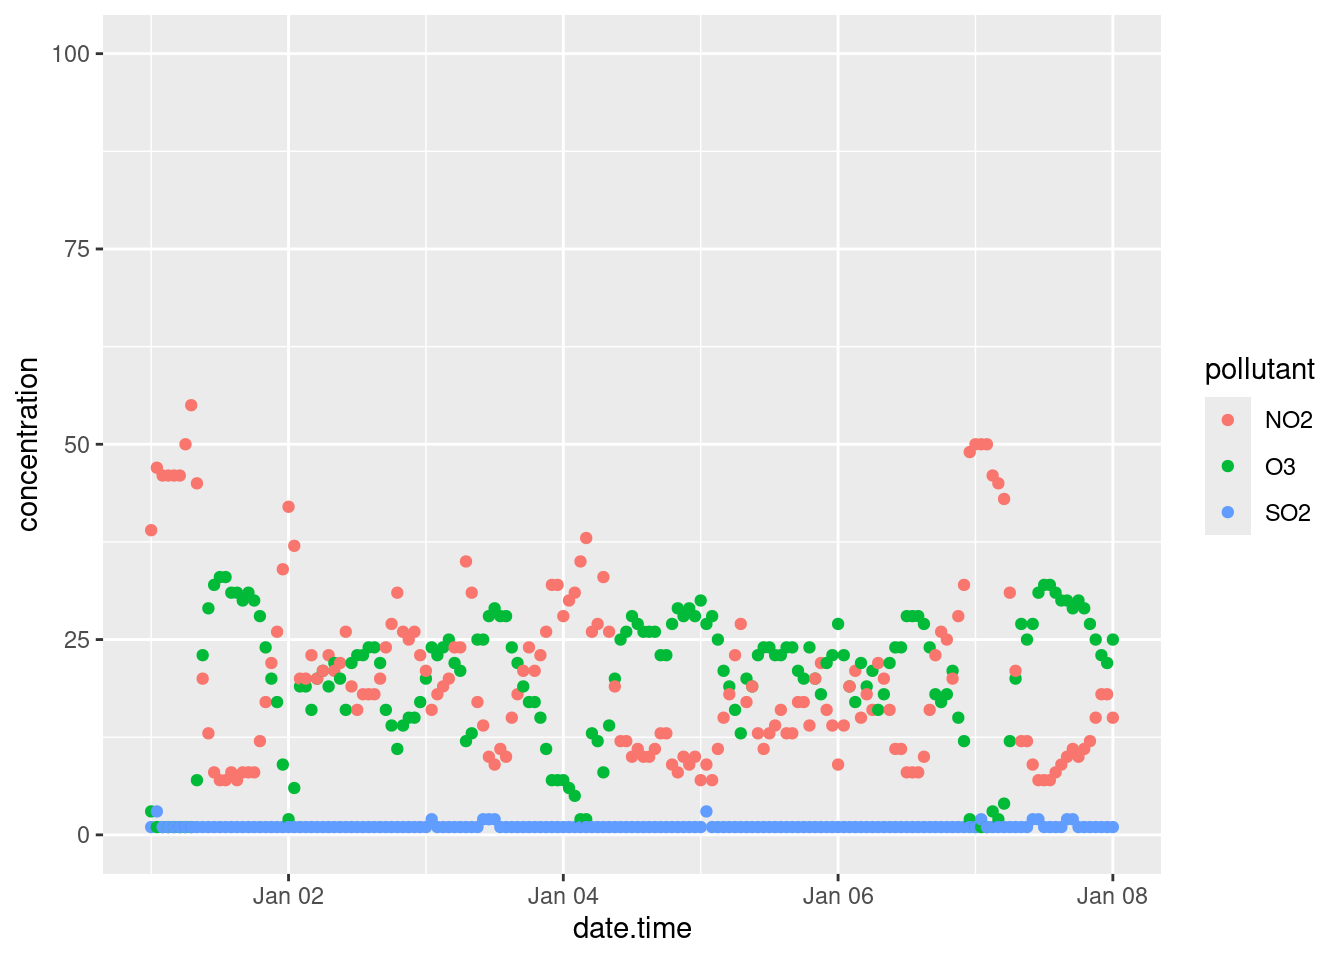 100
75
50
25
0
concentration
Jan 02
Jan 04
Jan 06
Jan 08
date.time
pollutant
NO2
O3
SO2